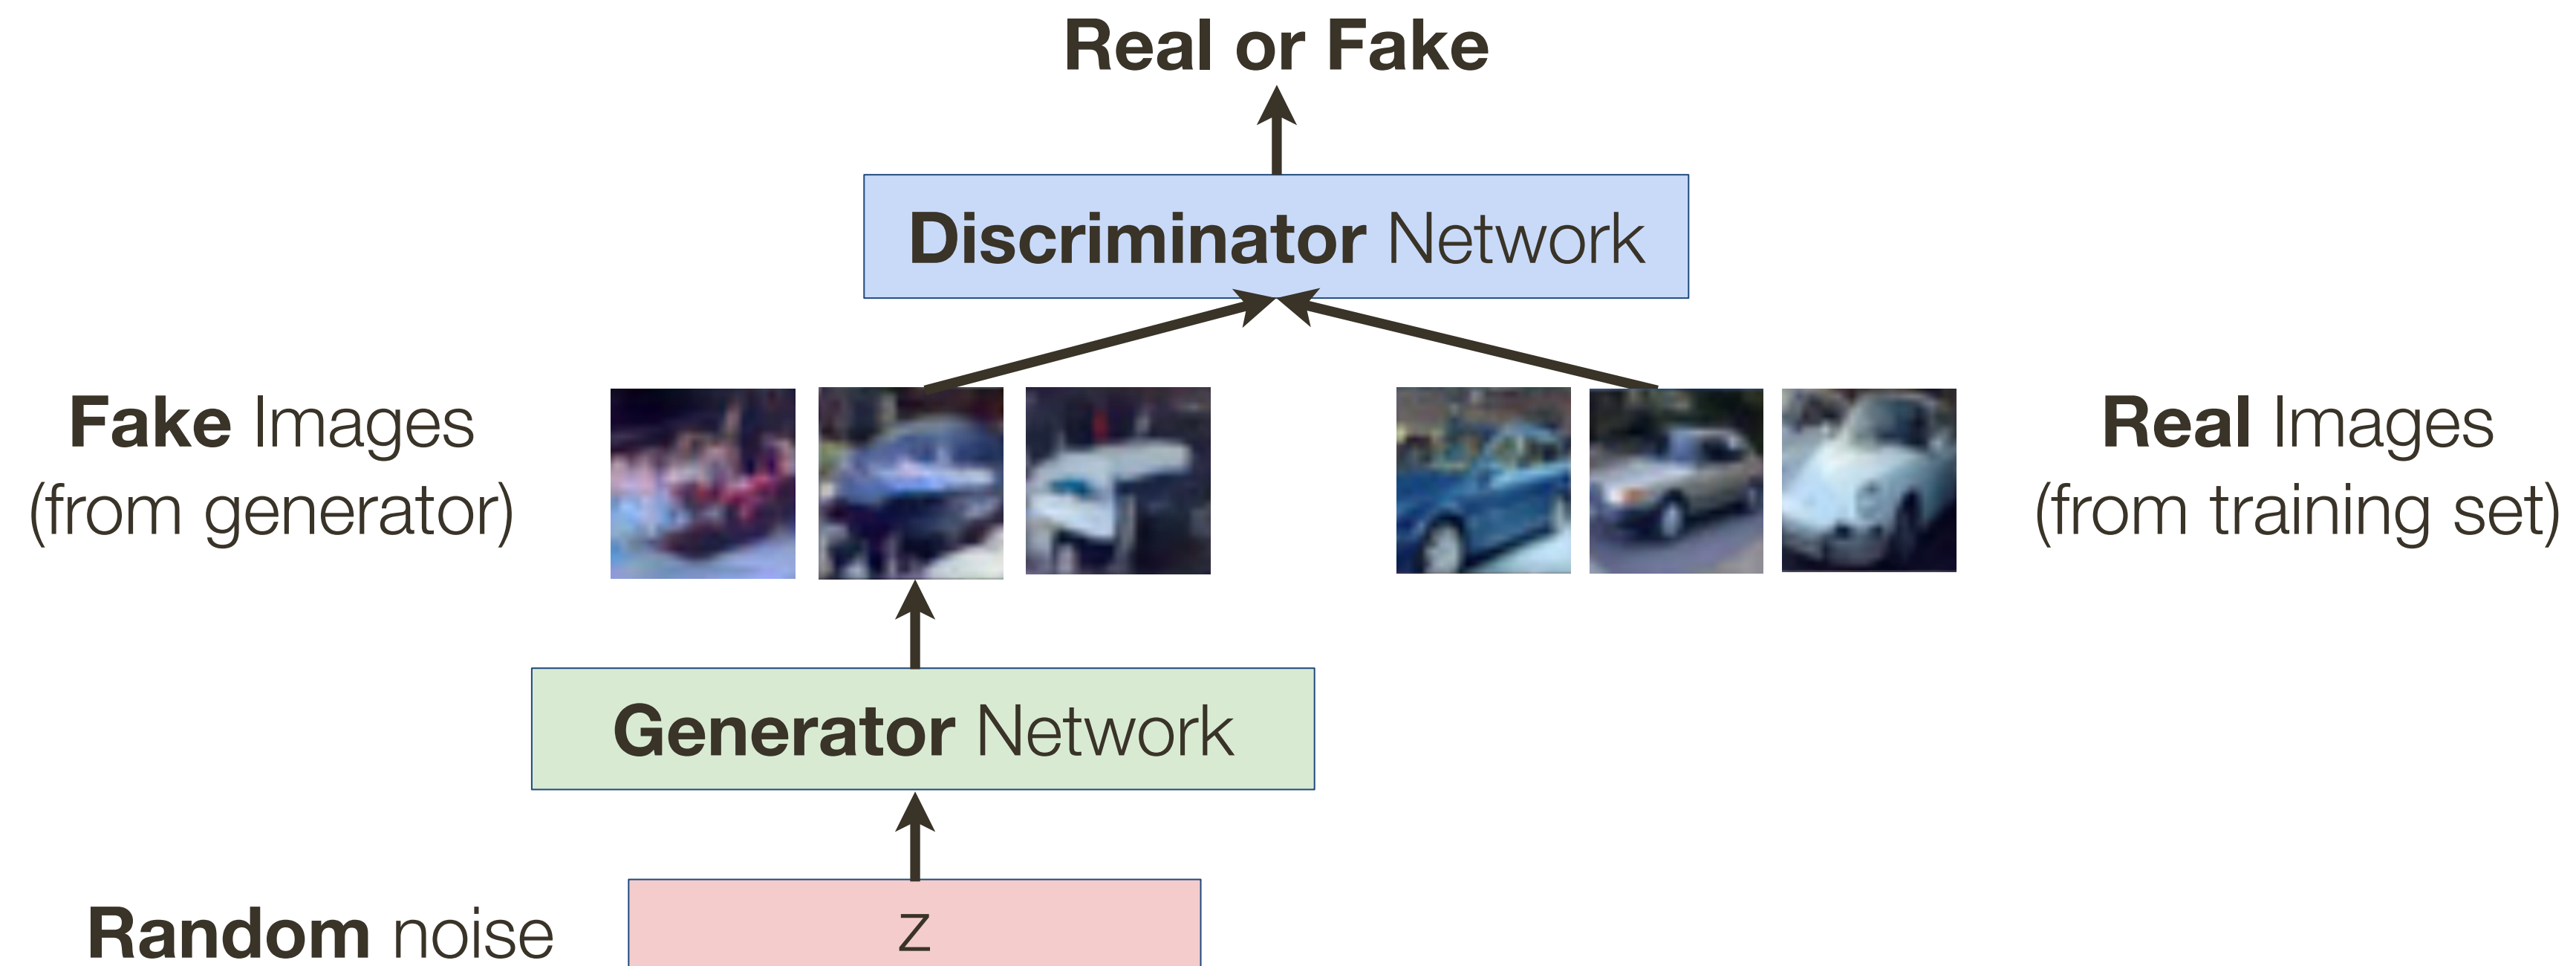 Real or Fake
Discriminator Network
Fake Images
(from generator)
Real Images
(from training set)
Generator Network
Random noise
z